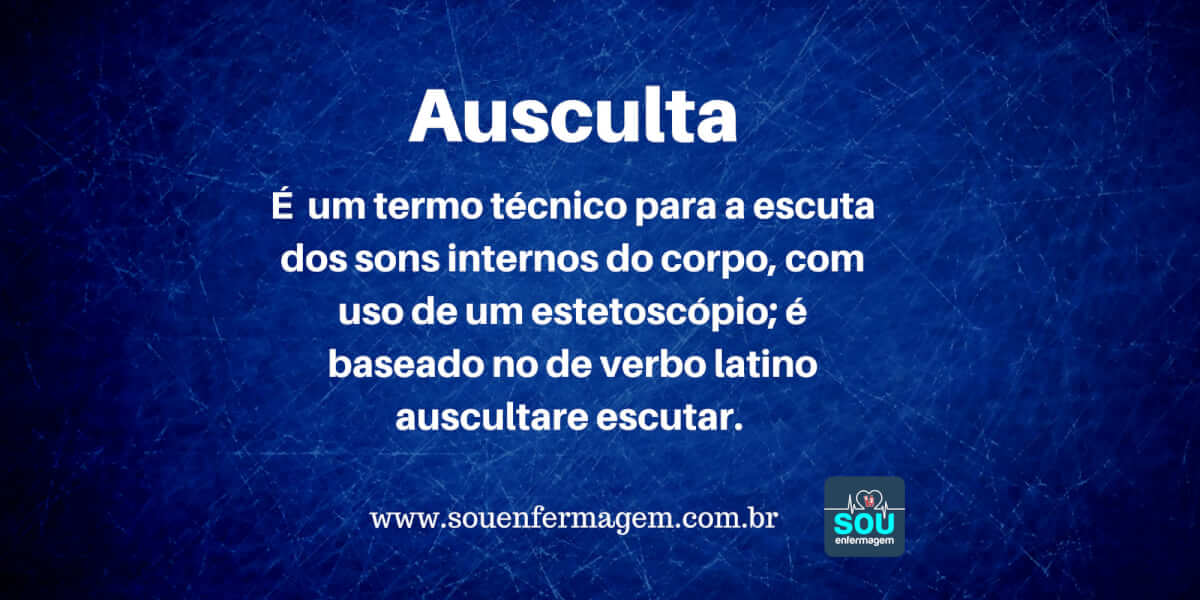 Ausculta
É um termo técnico para a escuta
dos sons internos do corpo, com
uso de um estetoscópio; é
baseado no de verbo latino
auscultare escutar.
www.souenfermagem.com.br
SOU
enfermagem